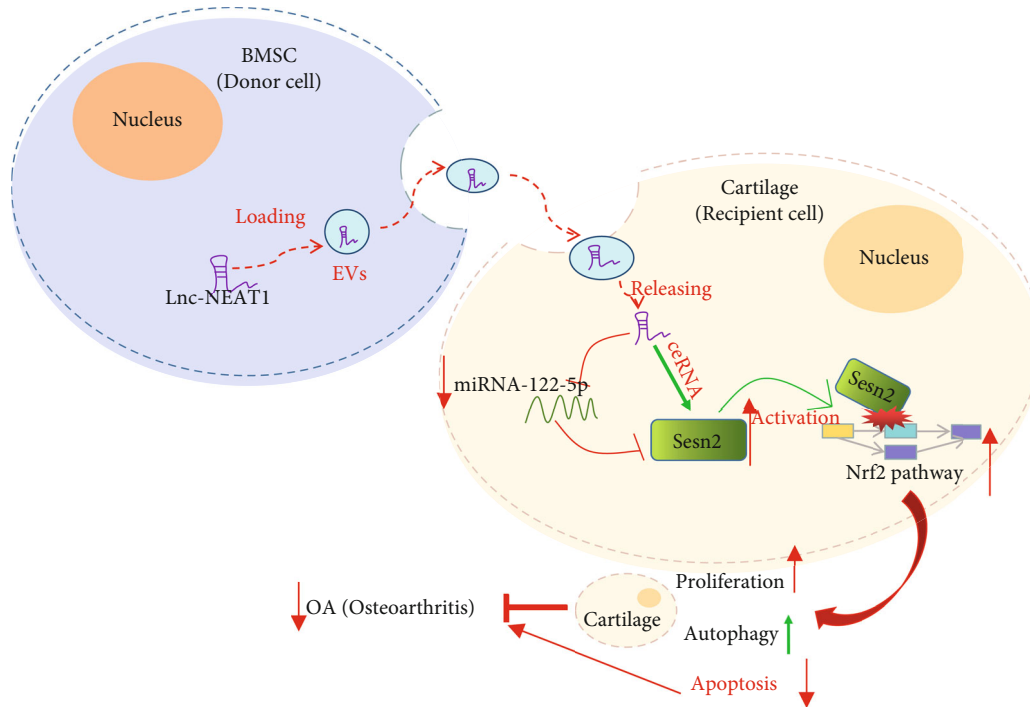 BMSC
(Donor cell)
Nucleus
Loading
EVs
Lnc-NEAT1
Cartilage
(Recipient cell)
Nucleus
Releasing
ceRNA
miRNA-122-5p
Sesn2
Activation
Sesn2
Nrf2 pathway
Proliferation
OA (Osteoarthritis)
Cartilage
Autophagy
Apoptosis